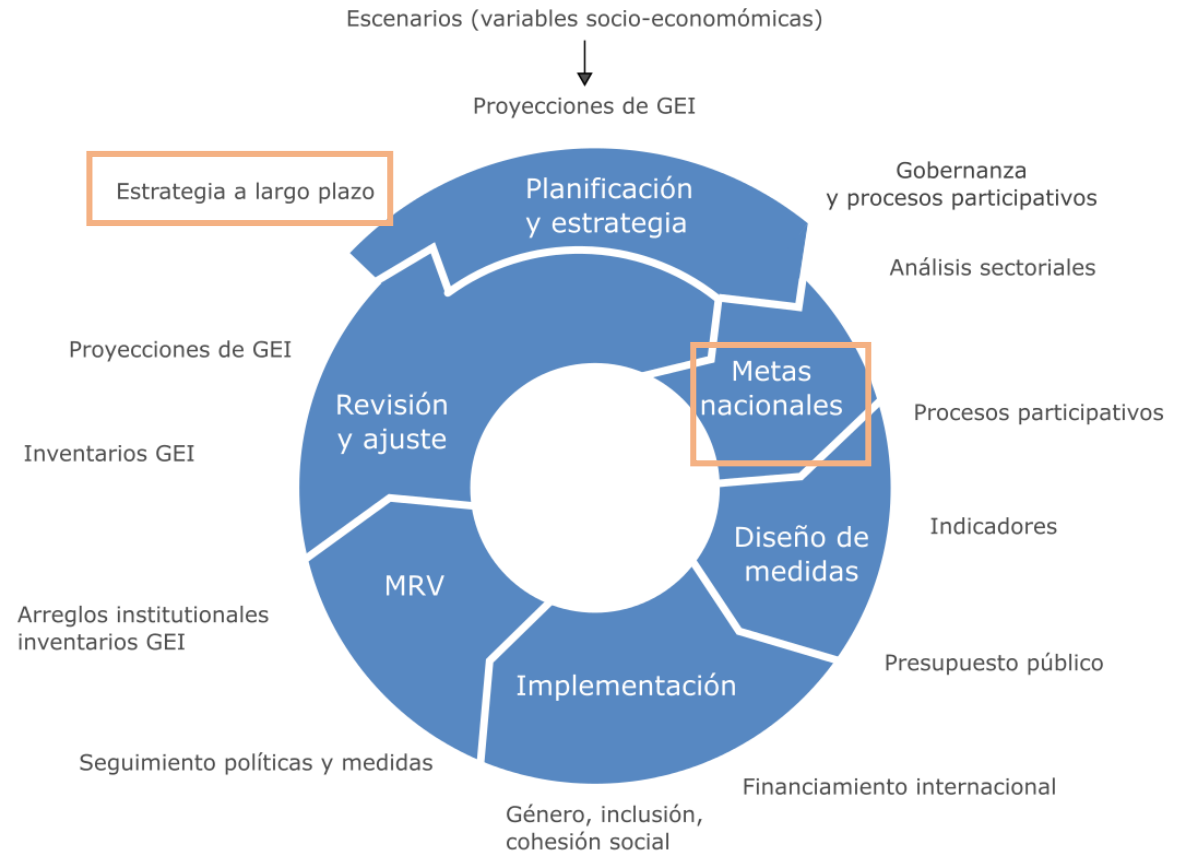 Escenarios (variables socio-economómicas)
Proyecciones de GEI
Estrategia a largo plazo
Planificación
y estrategia
Gobernanza
y procesos participativos
Análisis sectoriales
Proyecciones de GEI
Metas
nacionales
Revisión
y ajuste
Procesos participativos
Inventarios GEI
Indicadores
Diseño de
medidas
MRV
Arreglos institutionales
inventarios GEI
Presupuesto público
Implementación
Seguimiento políticas y medidas
Financiamiento internacional
Género, inclusión,
cohesión social